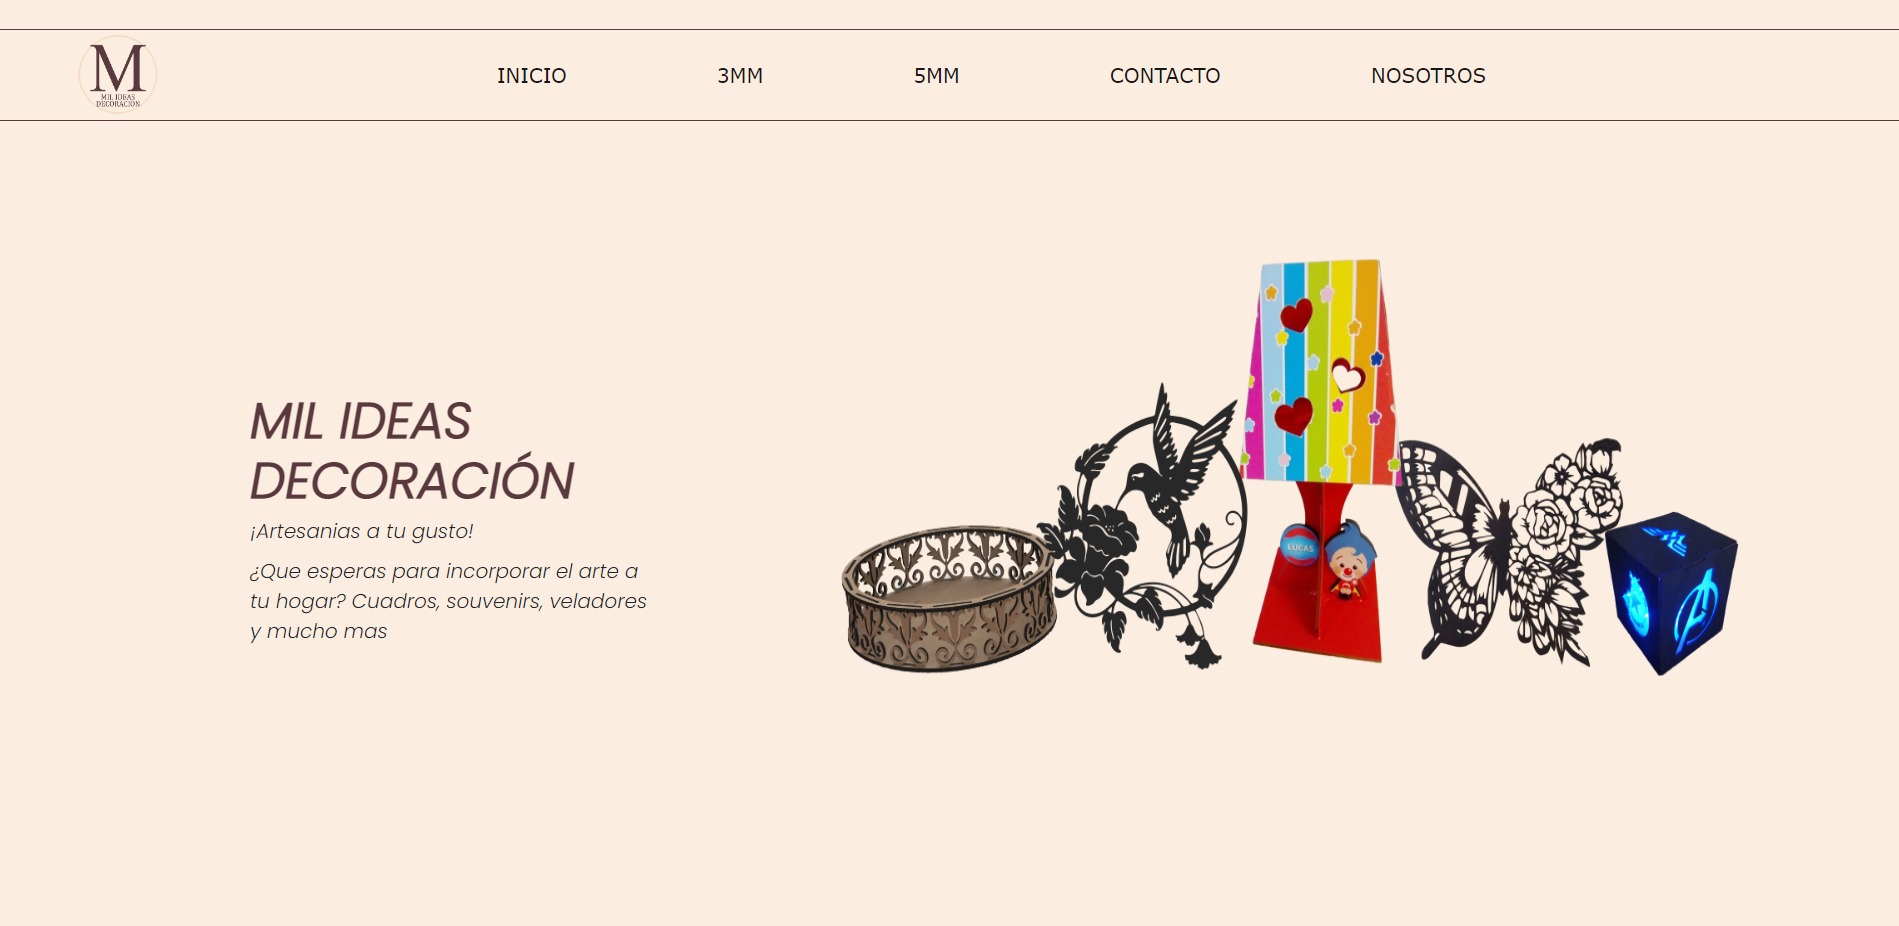 M
MIL IDEAS
DECORACIÓN
INICIO
3MM
5MM
CONTACTO
NOSOTROS
MIL IDEAS
DECORACIÓN
¡Artesanias a tu gusto!
¿Que esperas para incorporar el arte a
tu hogar? Cuadros, souvenirs, veladores
y mucho mas
LUCAS